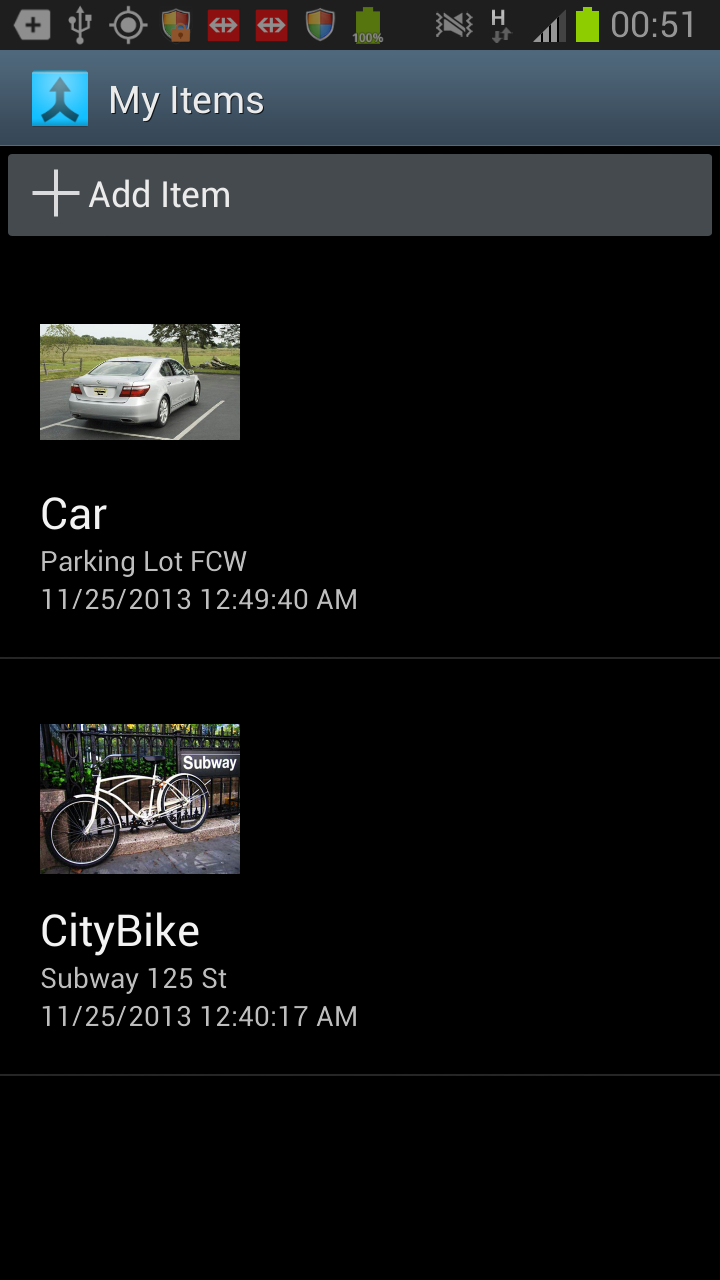 100%
H
00:51
My Items
Add Item
Car
Parking Lot FCW
11/25/2013 12:49:40 AM
Subway
CityBike
Subway 125 St
11/25/2013 12:40:17 AM